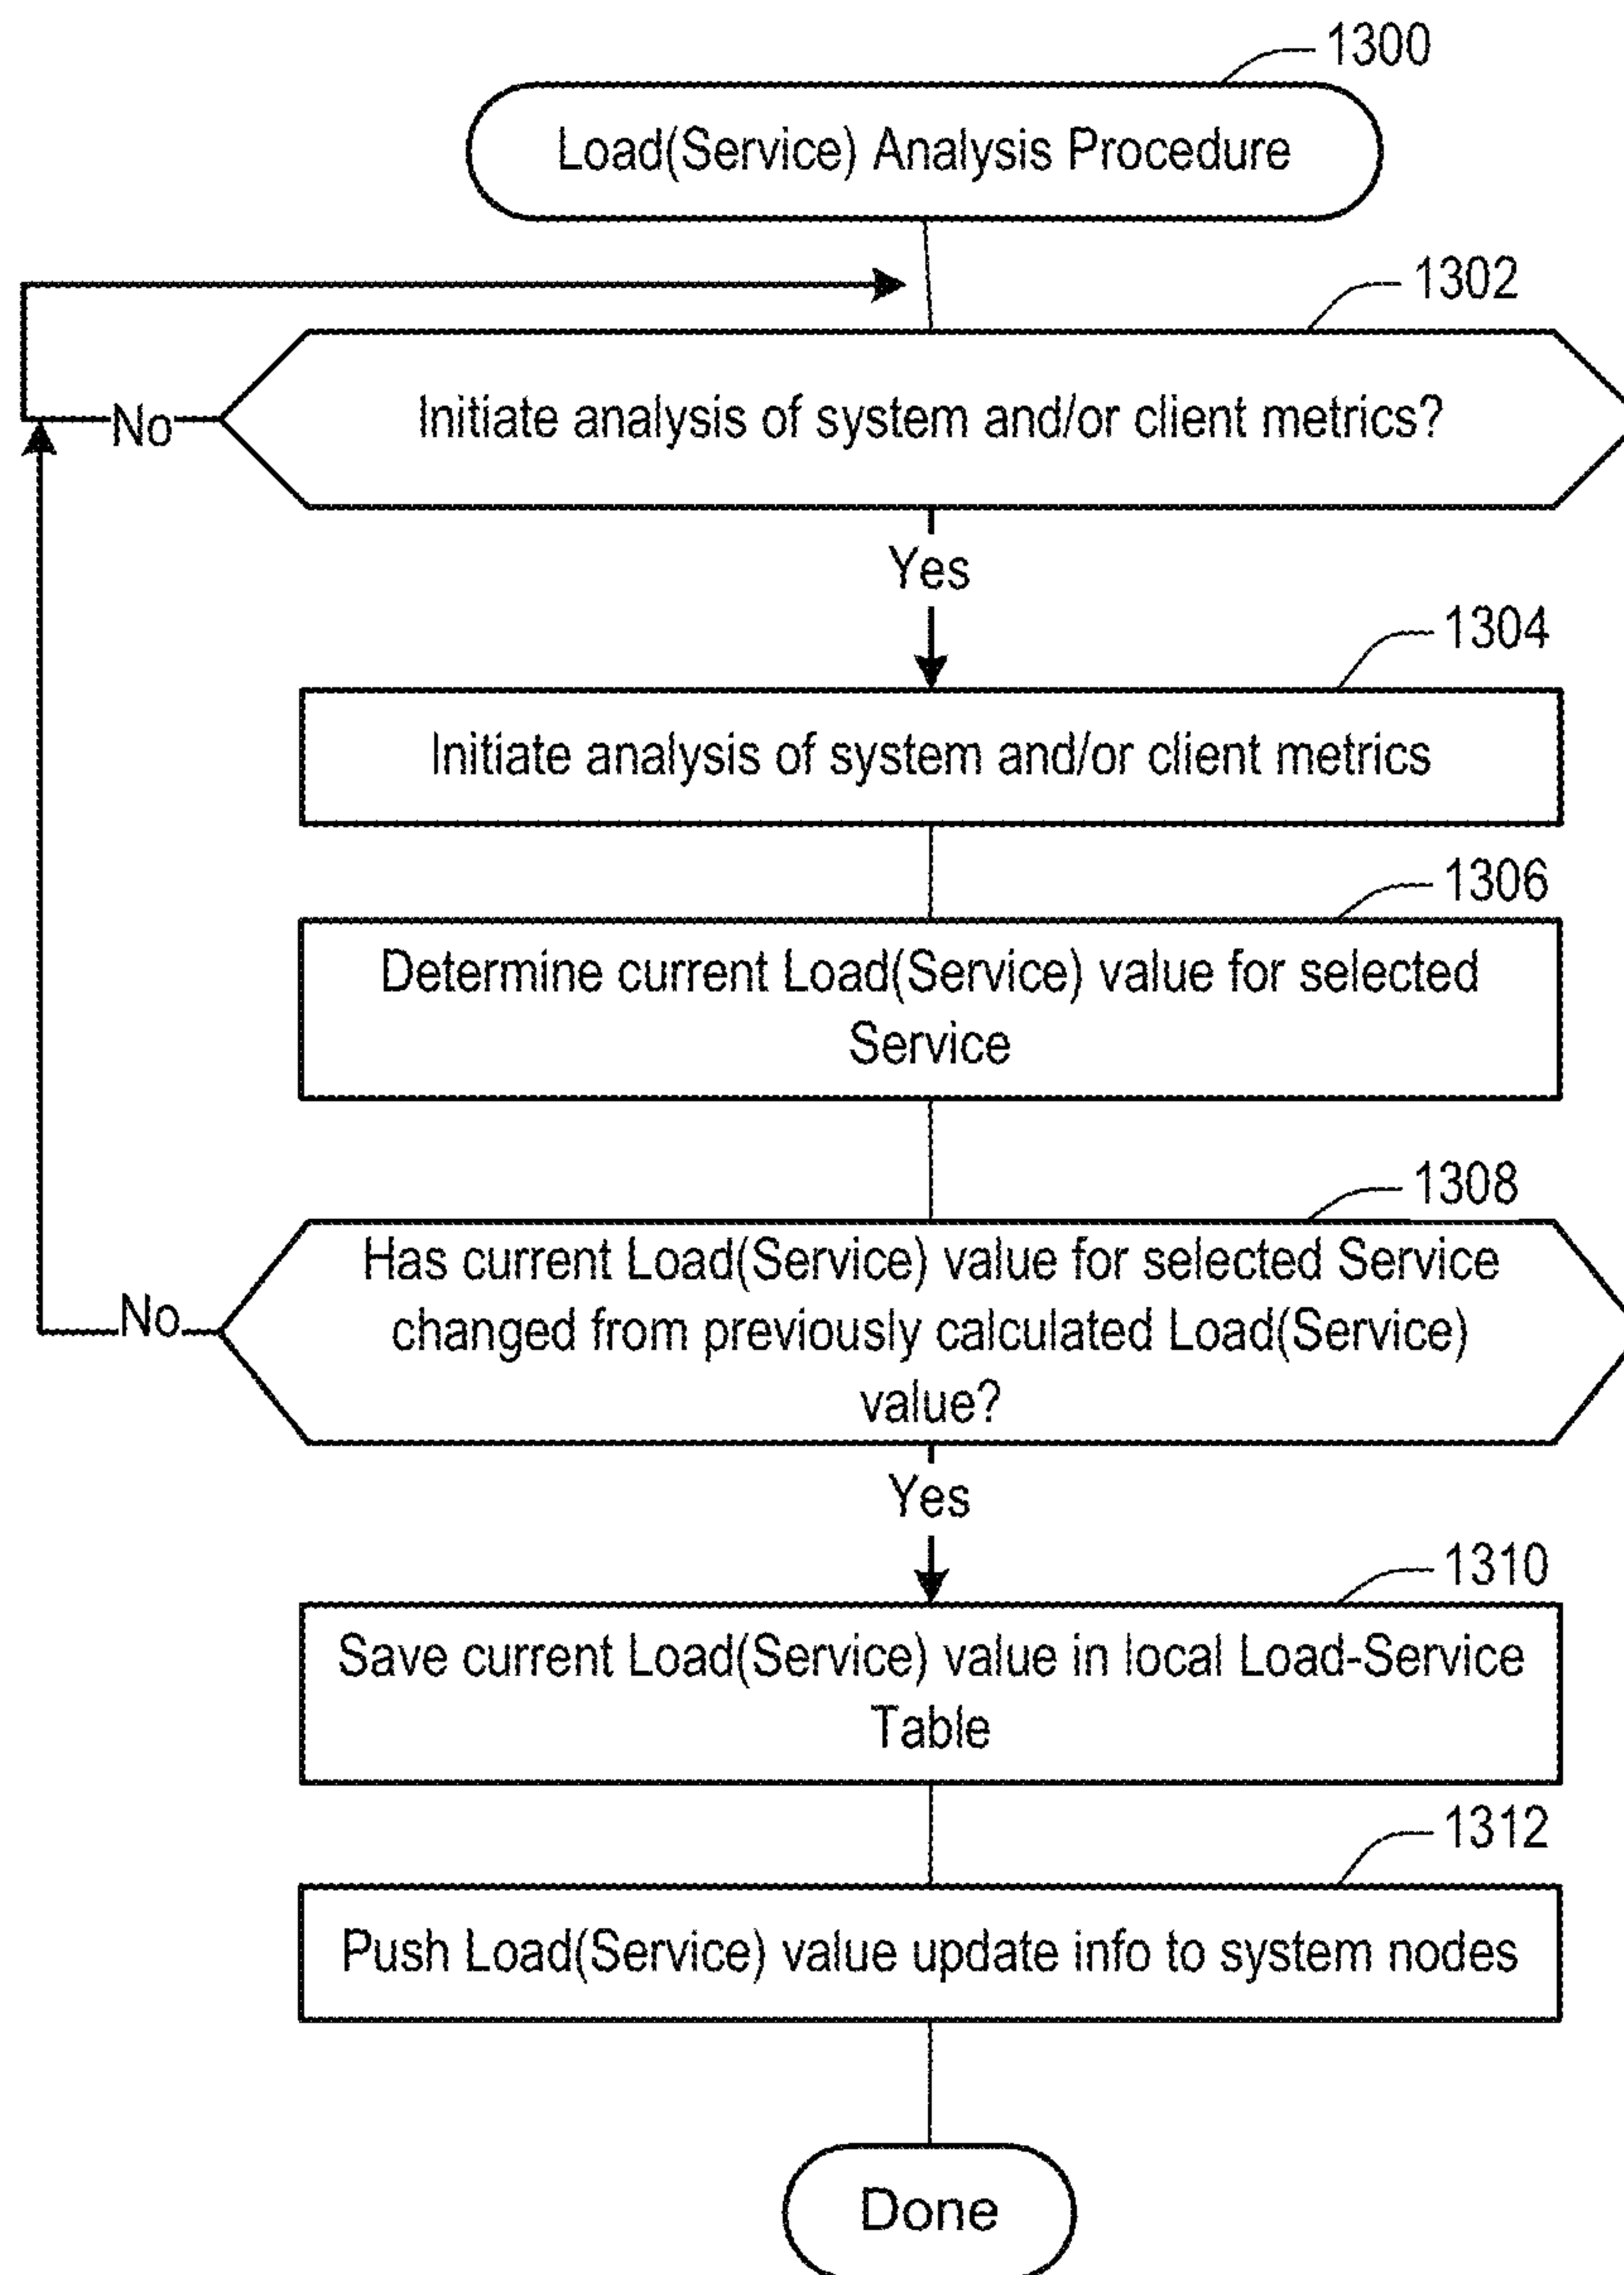 1300
Load(Service) Analysis Procedure
1302
Initiate analysis of system and/or client metrics?
No
Yes
1304
Initiate analysis of system and/or client metrics
1306
Determine current Load(Service) value for selected
Service
1308
Has current Load(Service) value for selected Service
changed from previously calculated Load(Service)
value?
No
Yes
1310
Save current Load(Service) value in local Load-Service
Table
1312
Push Load(Service) value update info to system nodes
Done